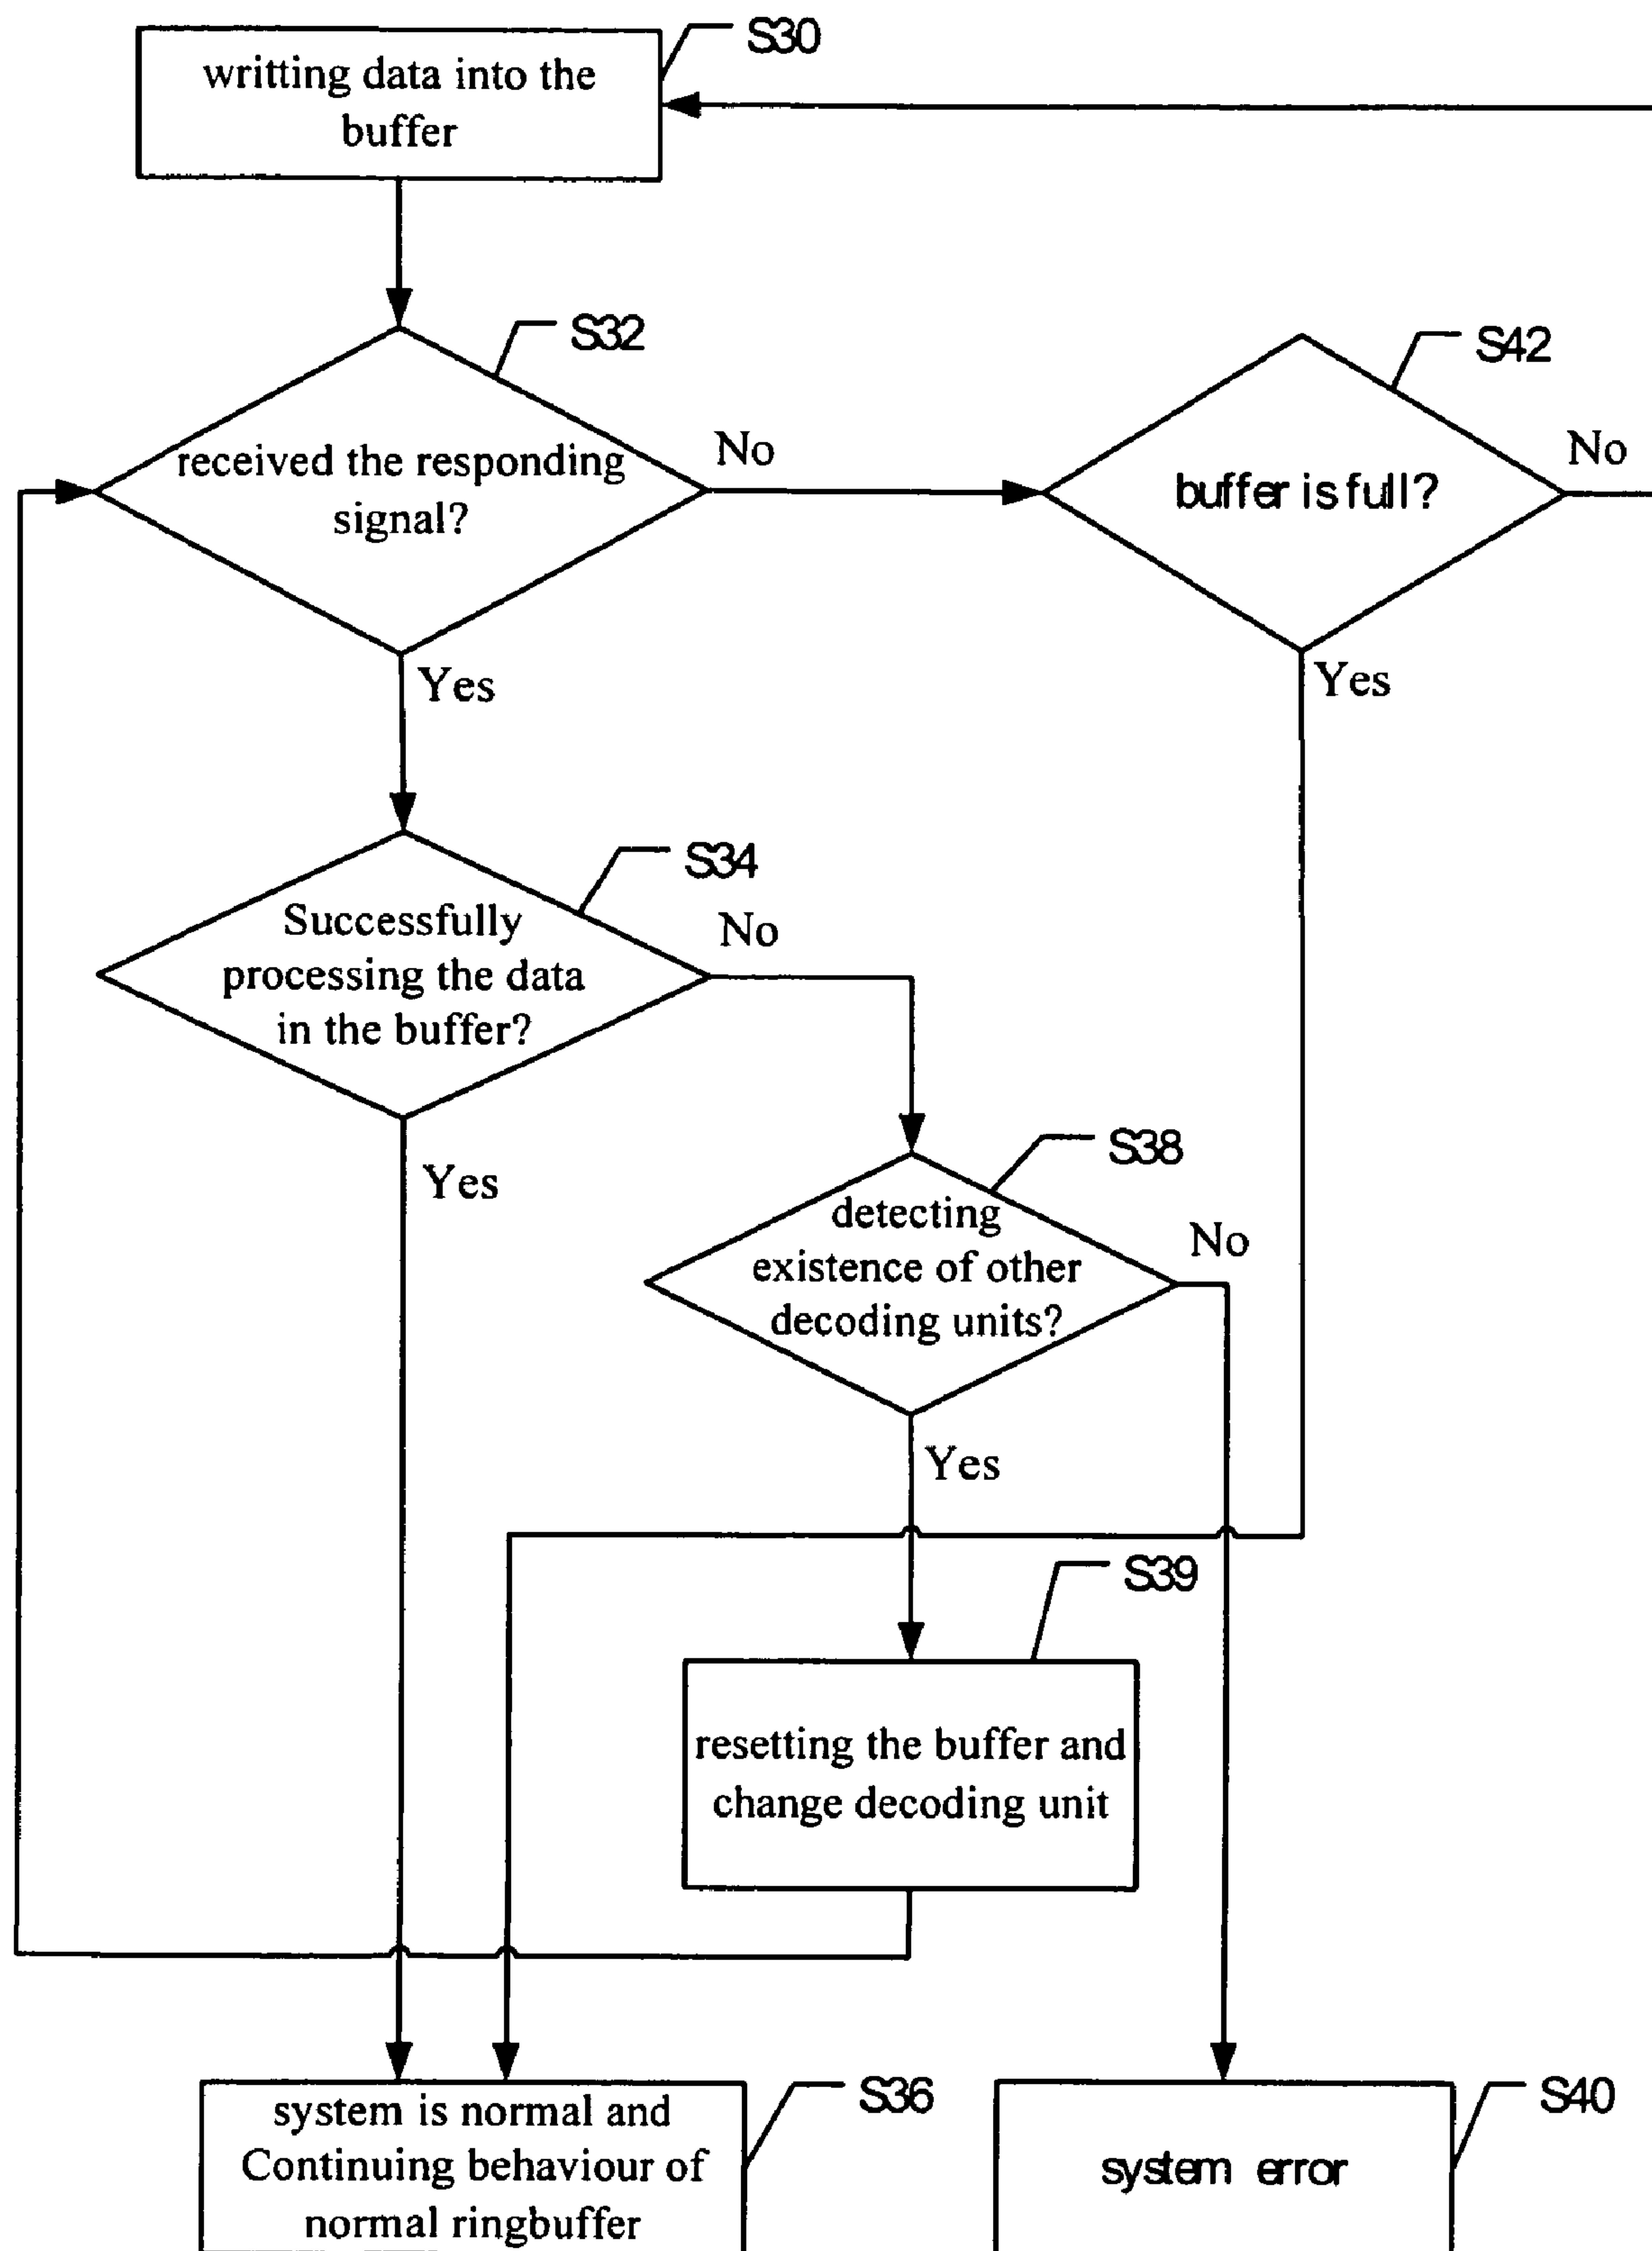 S30
writting data into the
buffer
S32
received the responding
signal?
No
S42
buffer is full?
No
Yes
Yes
S34
Successfully
processing the data
in the buffer?
No
Yes
S38
detecting
existence of other
decoding units?
No
Yes
S39
resetting the buffer and
change decoding unit
S36
system is normal and
Continuing behaviour of
normal ringbuffer
S40
system error